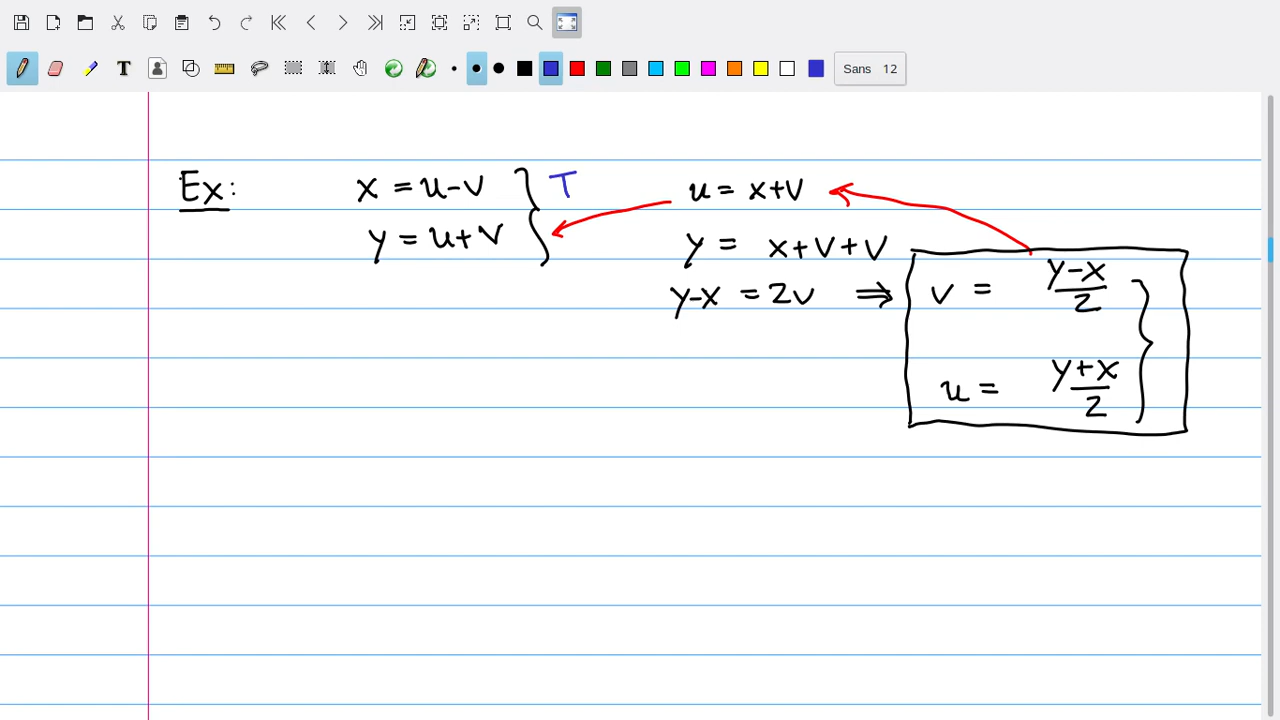 T Sans 12
Ex: x = u-v } T u = x+v
y = u+v y = x+v+v
y-x = 2v ⇒ v = y-x/2
u = y+x/2